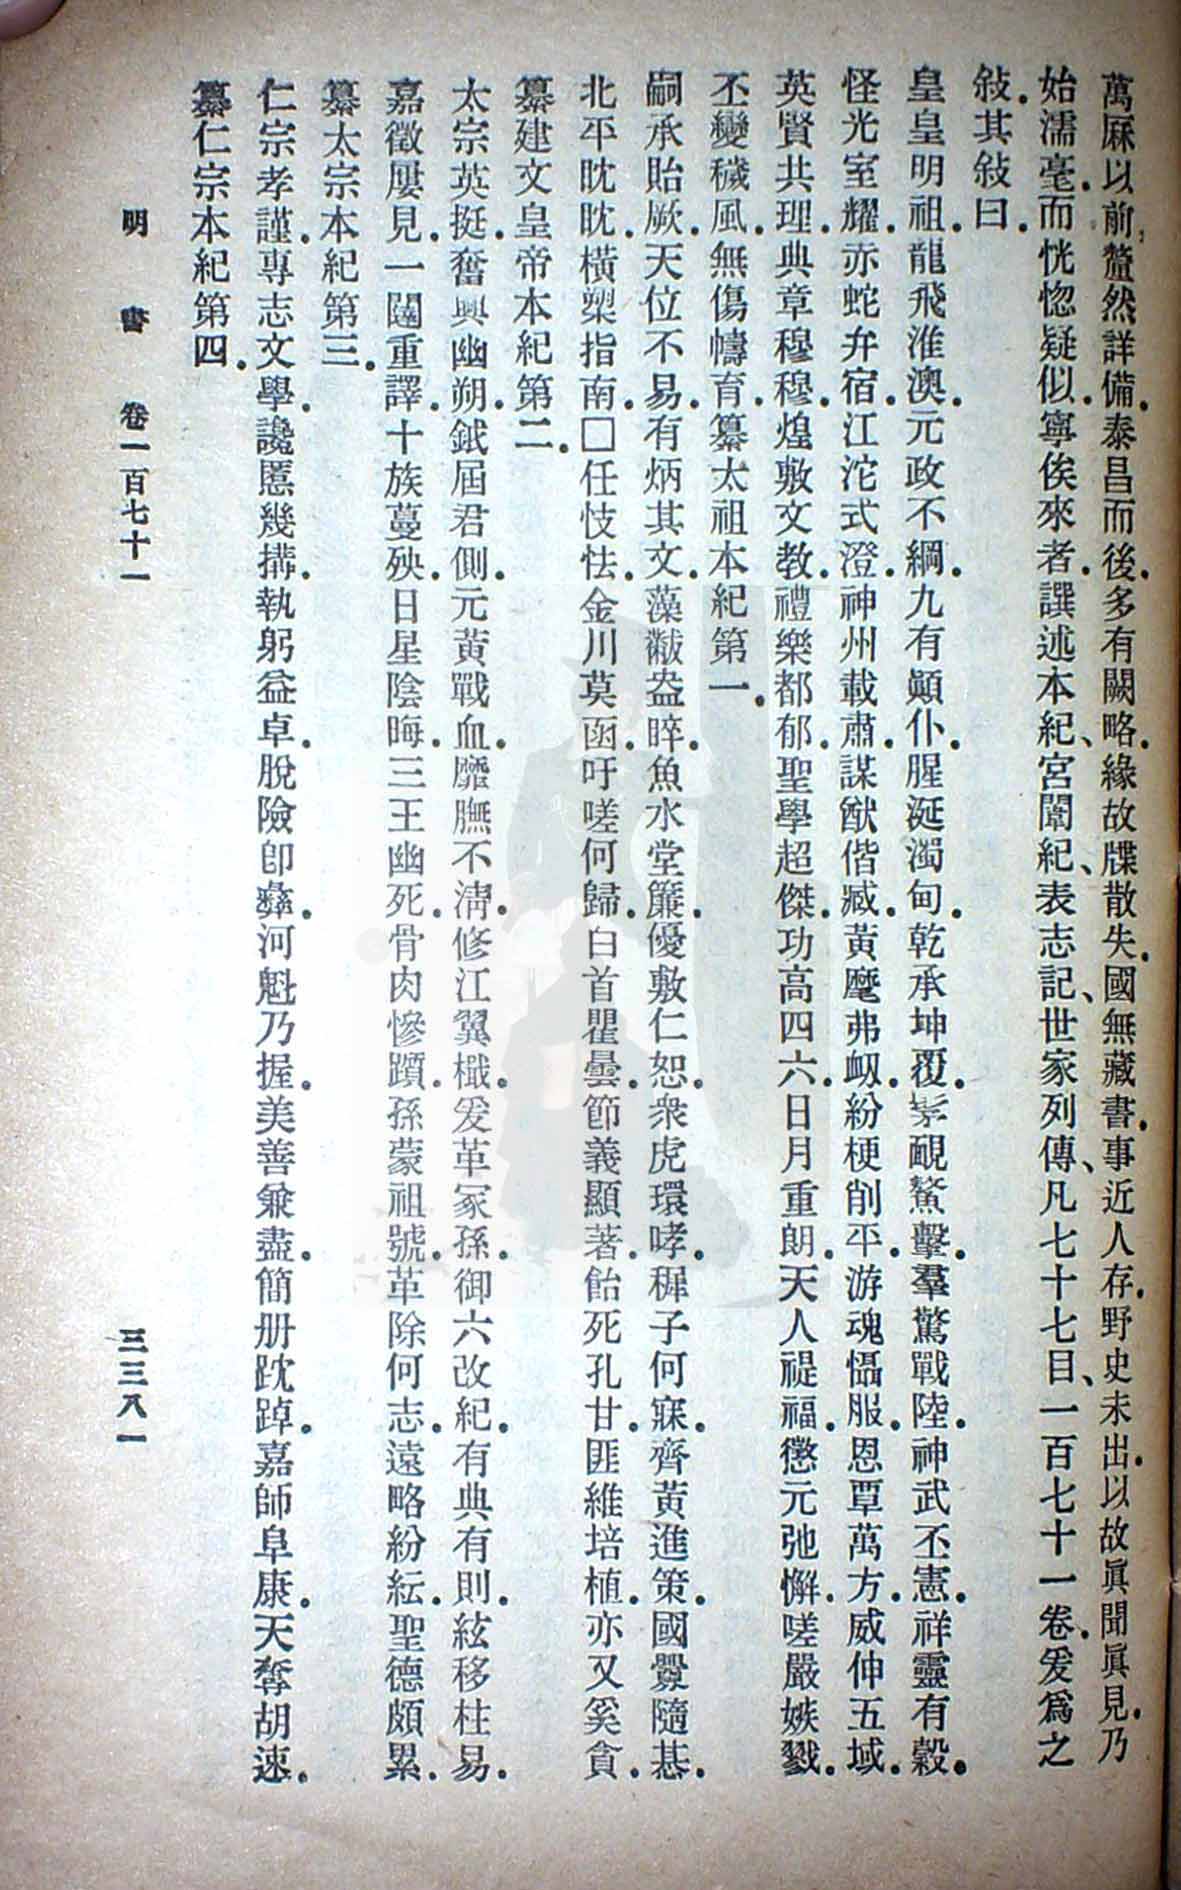 萬厤以前釐然詳備．泰昌而後．多有闕略．緣故牒散失．國無藏書．事近人存．野史未出．以故眞聞眞見．乃
始濡毫．而恍惚疑似．寧俟來者．譔述本紀、宮闈紀、表志記、世家列傳、凡七十七目、一百七十一卷．爰爲之
敍．其敍曰．
皇皇明祖．龍飛淮澳．元政不綱．九有顚仆．腥涎濁甸．乾承坤覆．豕覷鰲擊．羣驚戰陸．神武丕憲．祥靈有穀．
怪光室耀．赤蛇弁宿．江沱式澄．神州載肅．謀猷偕臧．黃麾弗衂．紛梗削平．游魂懾服．恩覃萬方．威伸五域．
英賢共理．典章穆穆．煌敷文教．禮樂都郁．聖學超傑．功高四六．日月重朗．天人禔福．懲元弛懈．嗟嚴嫉戮．
丕變穢風．無傷幬育．纂太祖本紀第一．
嗣承貽厥．天位不易．有炳其文．藻黻盎睟．魚水堂簾．優敷仁恕．衆虎環哮．穉子何寐．齊黃進策．國釁隨惎．
北平眈眈．橫槊指南．□任忮怯．金川莫函．吁嗟何歸．白首瞿曇．節義顯著．飴死孔甘．匪維培植．亦又奚貪．
纂建文皇帝本紀第二．
太宗英挺．奮興幽朔．鉞屆君側．元黃戰血．靡膴不淸．修江翼檝．爰革冢孫．御六改紀．有典有則．絃移柱易．
嘉徵屢見．一闥重譯．十族蔓殃．日星陰晦．三王幽死．骨肉慘躓．孫蒙祖號．革除何志．遠略紛紜．聖德頗累．
纂太宗本紀第三．
仁宗孝謹．專志文學．讒慝幾搆．執躬益卓．脫險卽彝．河魁乃握．美善兼盡．簡册踸踔．嘉師阜康．天奪胡速．
纂仁宗本紀第四．
明書 卷一百七十一 三三八一